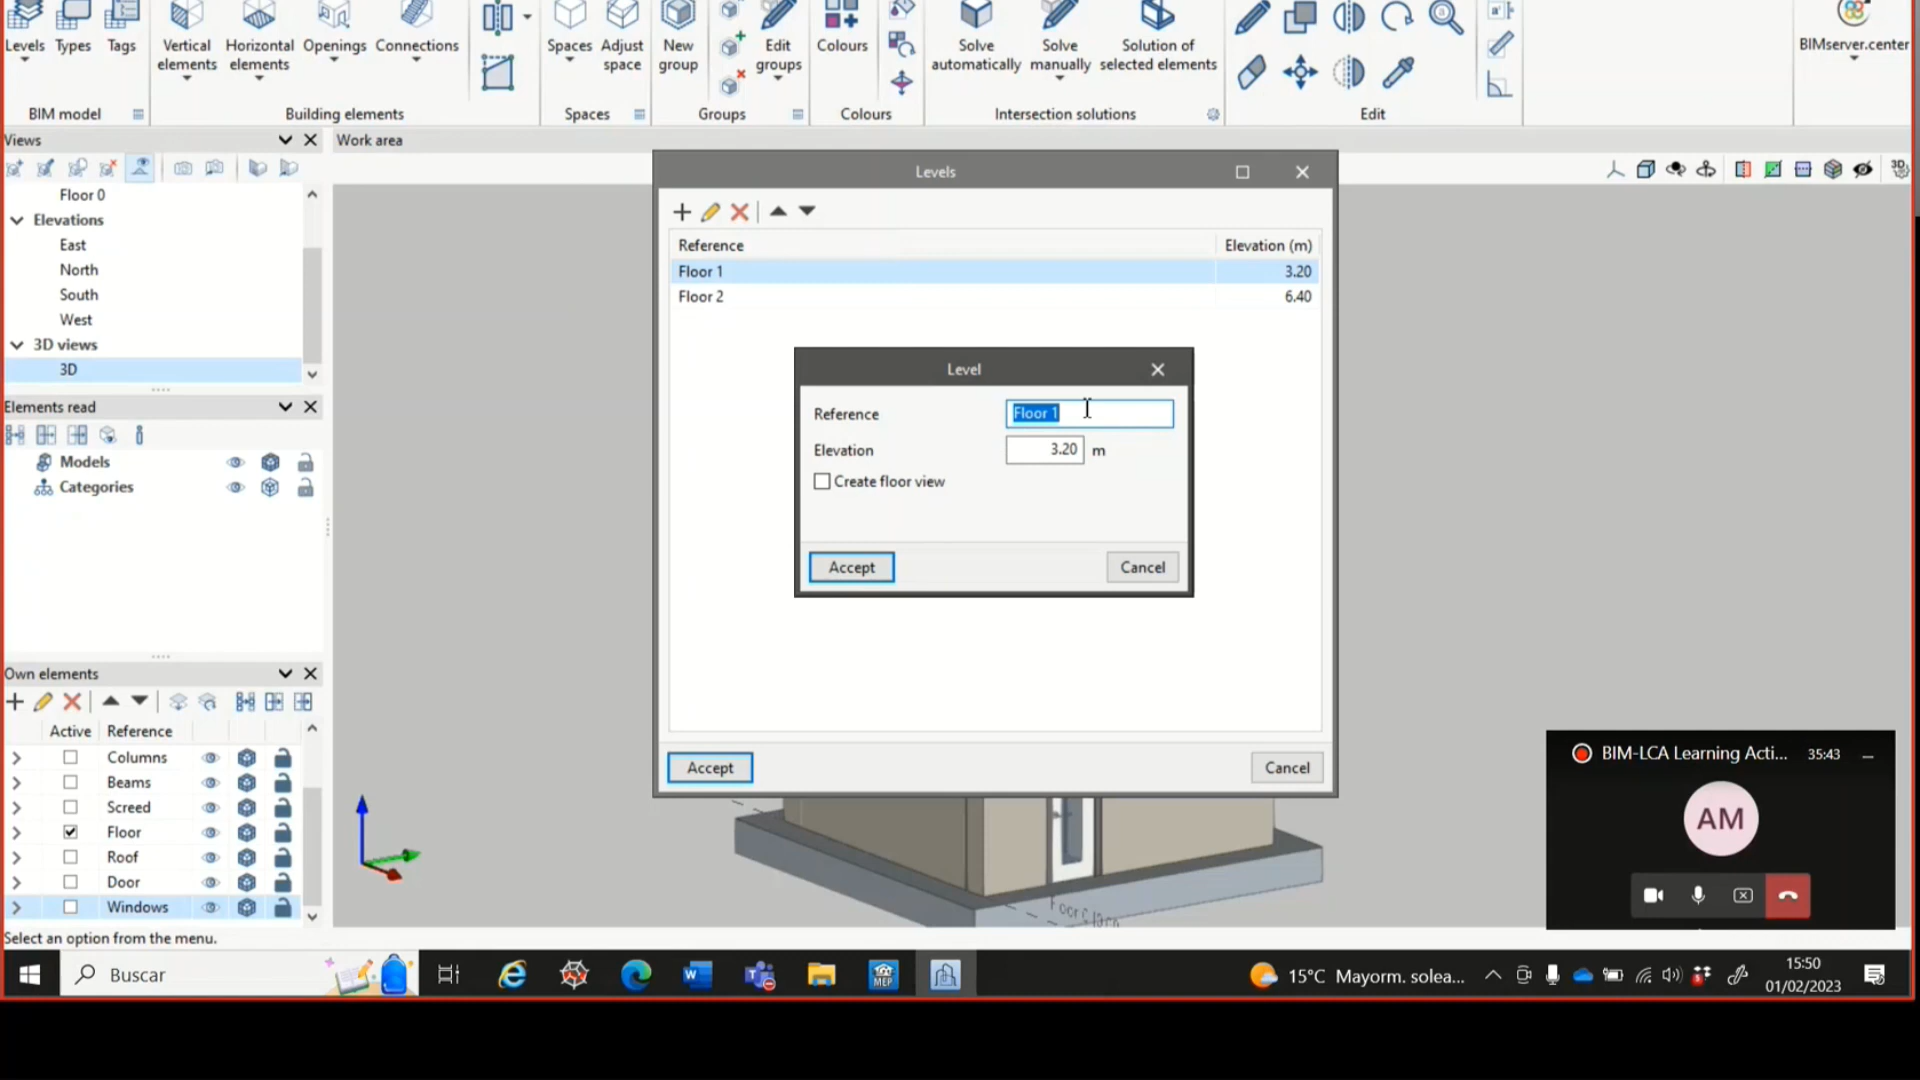 Levels Types Tags
Vertical elements Horizontal elements Openings Connections
Spaces Adjust space New group Edit groups Colours
Solve automatically Solve manually Solution of selected elements
BIMserver.center
BIM model Building elements Spaces Groups Colours Intersection solutions Edit
Views
Work area
Floor 0
Elevations
East
North
South
West
3D views
3D
Elements read
Models
Categories
Own elements
Active Reference
Columns
Beams
Screed
Floor
Roof
Door
Windows
Select an option from the menu.
Levels
Reference Elevation (m)
Floor 1 3.20
Floor 2 6.40
Level
Reference Floor 1
Elevation 3.20 m
Create floor view
Accept Cancel
Accept Cancel
BIM-LCA Learning Acti... 35:43
AM
Buscar
MEP
15°C Mayorm. solea...
15:50
01/02/2023